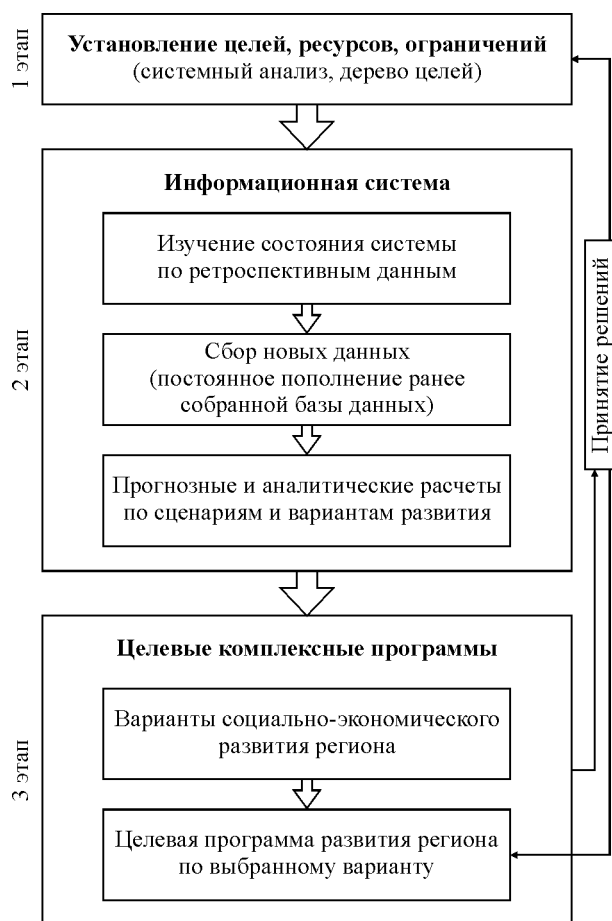 1 этап
Установление целей, ресурсов, ограничений
(системный анализ, дерево целей)
2 этап
Информационная система
Изучение состояния системы
по ретроспективным данным
Сбор новых данных
(постоянное пополнение ранее
собранной базы данных)
Прогнозные и аналитические расчеты
по сценариям и вариантам развития
Принятие решений
3 этап
Целевые комплексные программы
Варианты социально-экономического
развития региона
Целевая программа развития региона
по выбранному варианту